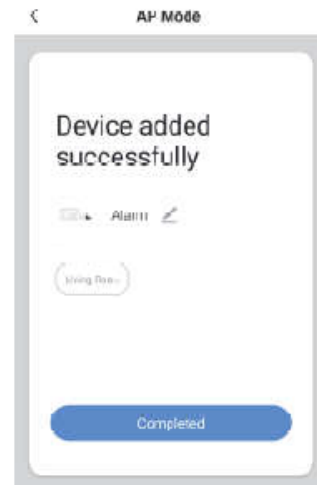 AP Mode
Device added
successfully
Alarm
Living Room
Completed